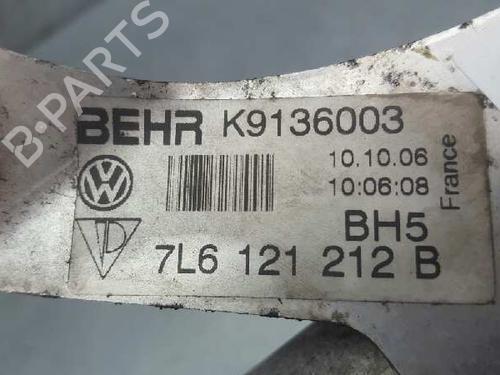 B-PARTS
BEHR K9136003
10.10.06
10:06:08
France
BH5
7L6 121 212 B